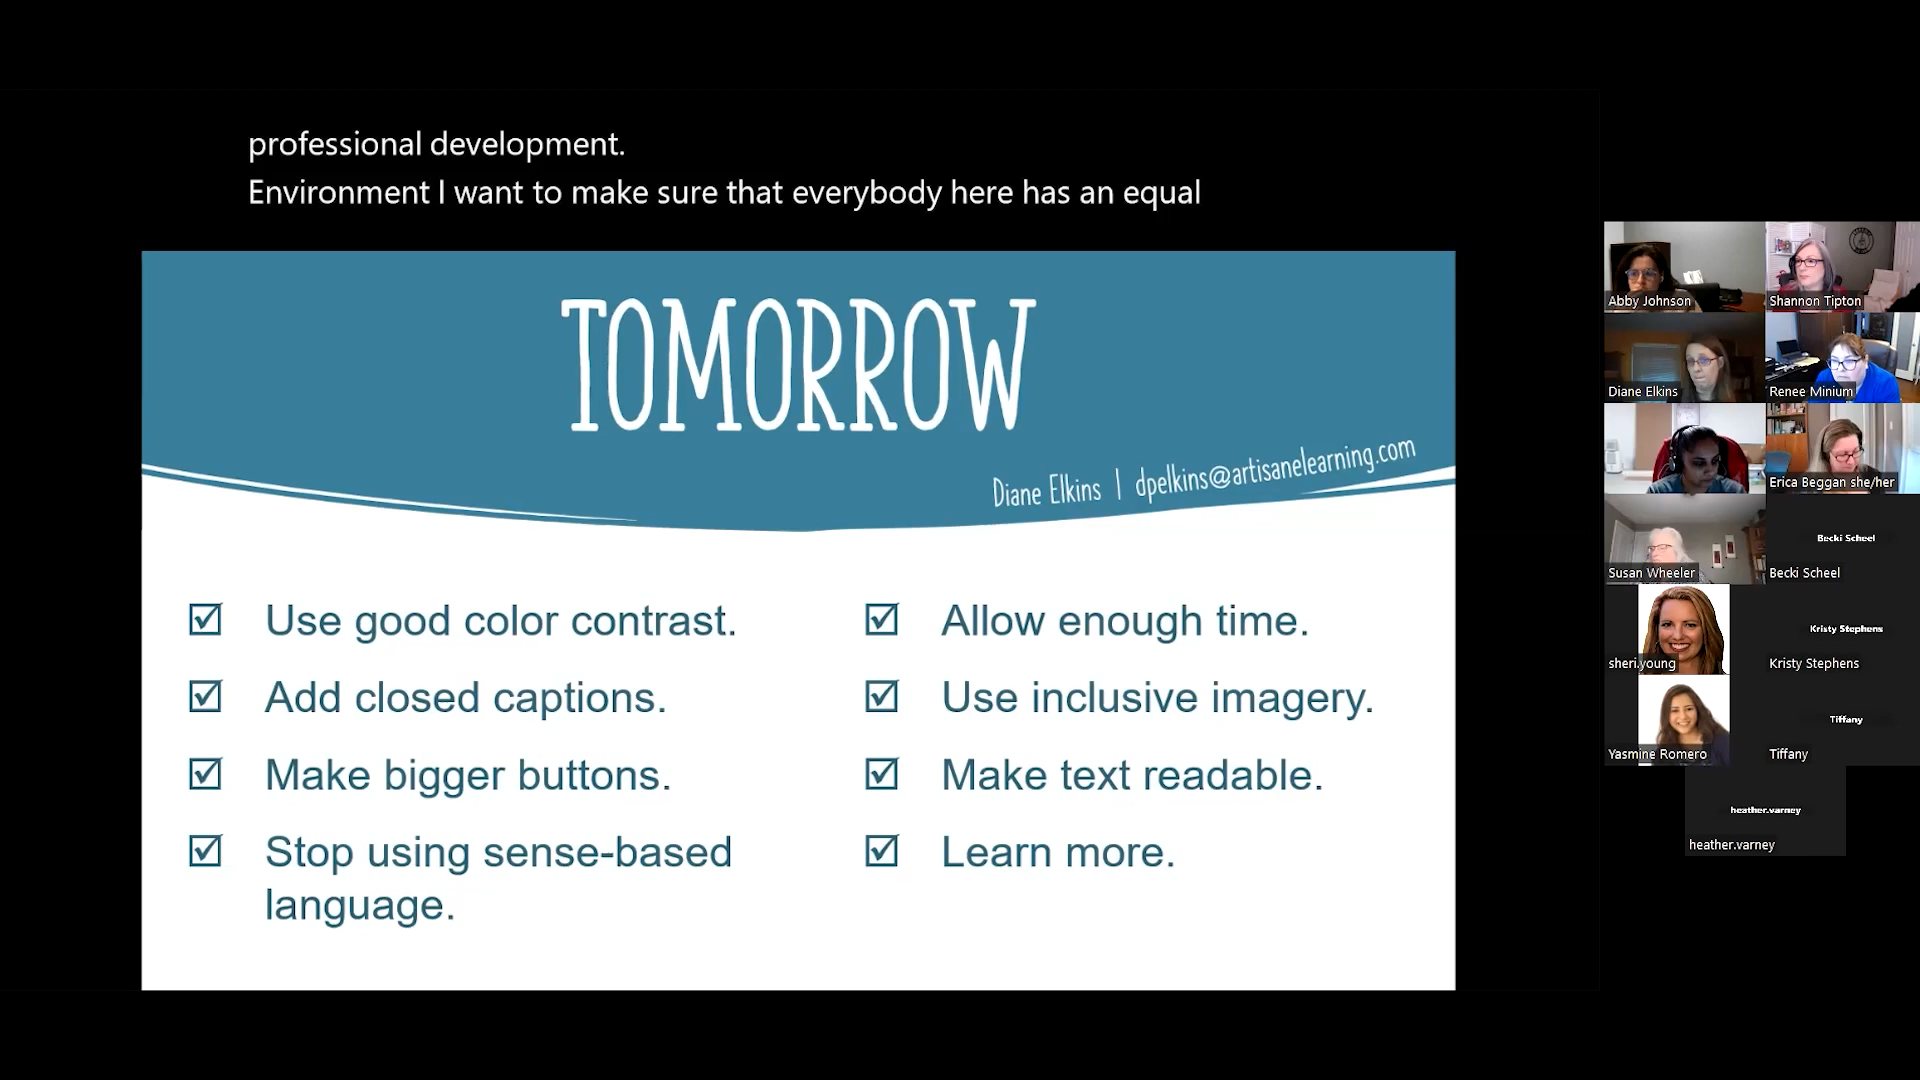 professional development.
Environment I want to make sure that everybody here has an equal
TOMORROW
Diane Elkins | dpelkins@artisanelearning.com
Use good color contrast.
Add closed captions.
Make bigger buttons.
Stop using sense-based
language.
Allow enough time.
Use inclusive imagery.
Make text readable.
Learn more.
Abby Johnson
Shannon Tipton
Diane Elkins
Renee Minium
Erica Beggan she/her
Susan Wheeler
Becki Scheel
Becki Scheel
sheri.young
Kristy Stephens
Kristy Stephens
Yasmine Romero
Tiffany
Tiffany
heather.varney
heather.varney